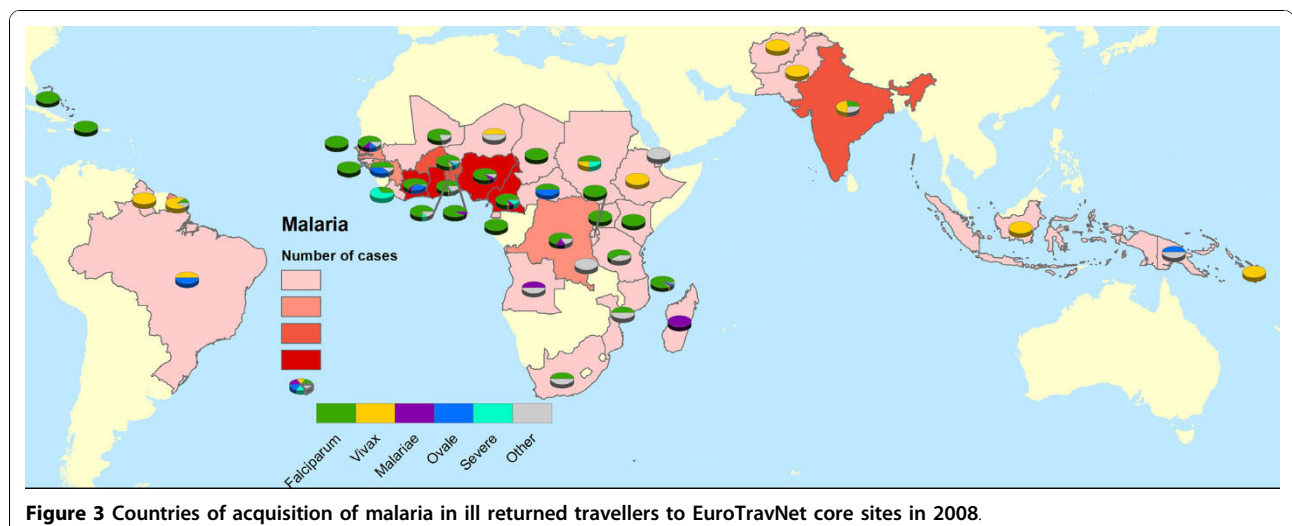 Malaria
Number of cases
Falciparum
Vivax
Malariae
Ovale
Severe
Other
Figure 3 Countries of acquisition of malaria in ill returned travellers to EuroTravNet core sites in 2008.